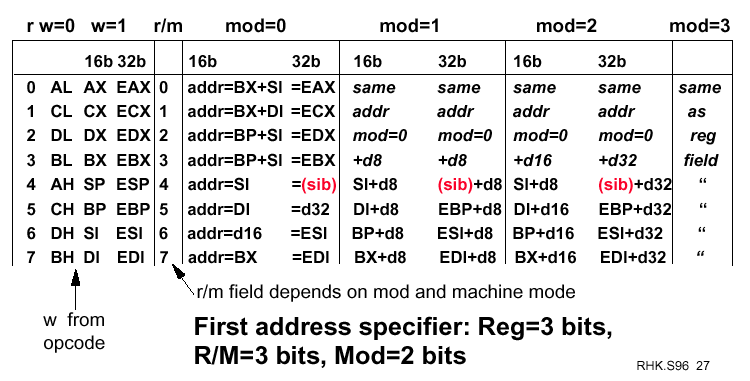 r w=0 w=1 r/m mod=0 mod=1 mod=2 mod=3
16b 32b 16b 32b 16b 32b 16b 32b
0 AL AX EAX 0 addr=BX+SI =EAX same same same same same
1 CL CX ECX 1 addr=BX+DI =ECX addr addr addr addr as
2 DL DX EDX 2 addr=BP+SI =EDX mod=0 mod=0 mod=0 mod=0 reg
3 BL BX EBX 3 addr=BP+SI =EBX +d8 +d8 +d16 +d32 field
4 AH SP ESP 4 addr=SI =(sib) SI+d8 (sib)+d8 SI+d8 (sib)+d32 “
5 CH BP EBP 5 addr=DI =d32 DI+d8 EBP+d8 DI+d16 EBP+d32 “
6 DH SI ESI 6 addr=d16 =ESI BP+d8 ESI+d8 BP+d16 ESI+d32 “
7 BH DI EDI 7 addr=BX =EDI BX+d8 EDI+d8 BX+d16 EDI+d32 “
r/m field depends on mod and machine mode
w from
opcode
First address specifier: Reg=3 bits,
R/M=3 bits, Mod=2 bits
RHK.S96 27